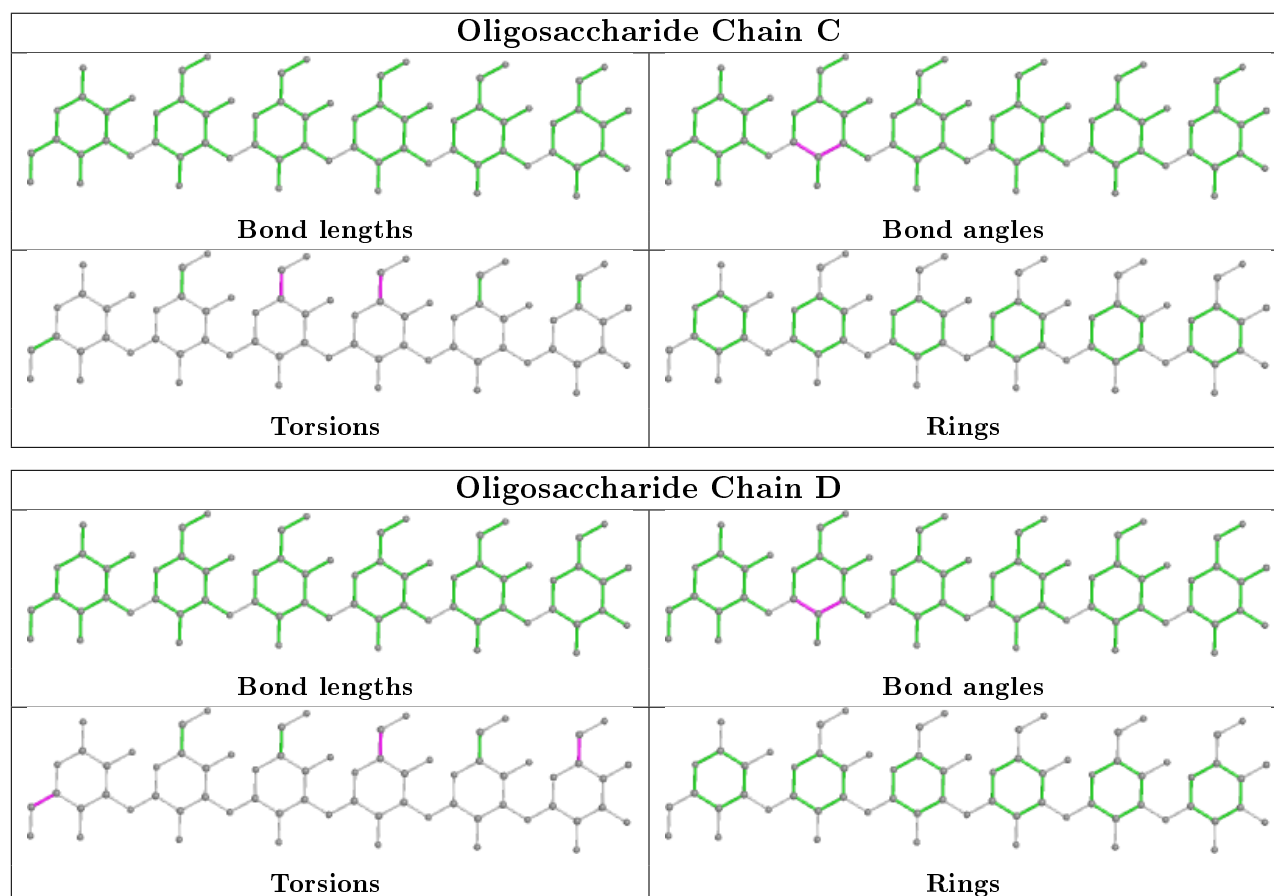 Oligosaccharide Chain C
Bond lengths
Bond angles
Torsions
Rings
Oligosaccharide Chain D
Bond lengths
Bond angles
Torsions
Rings